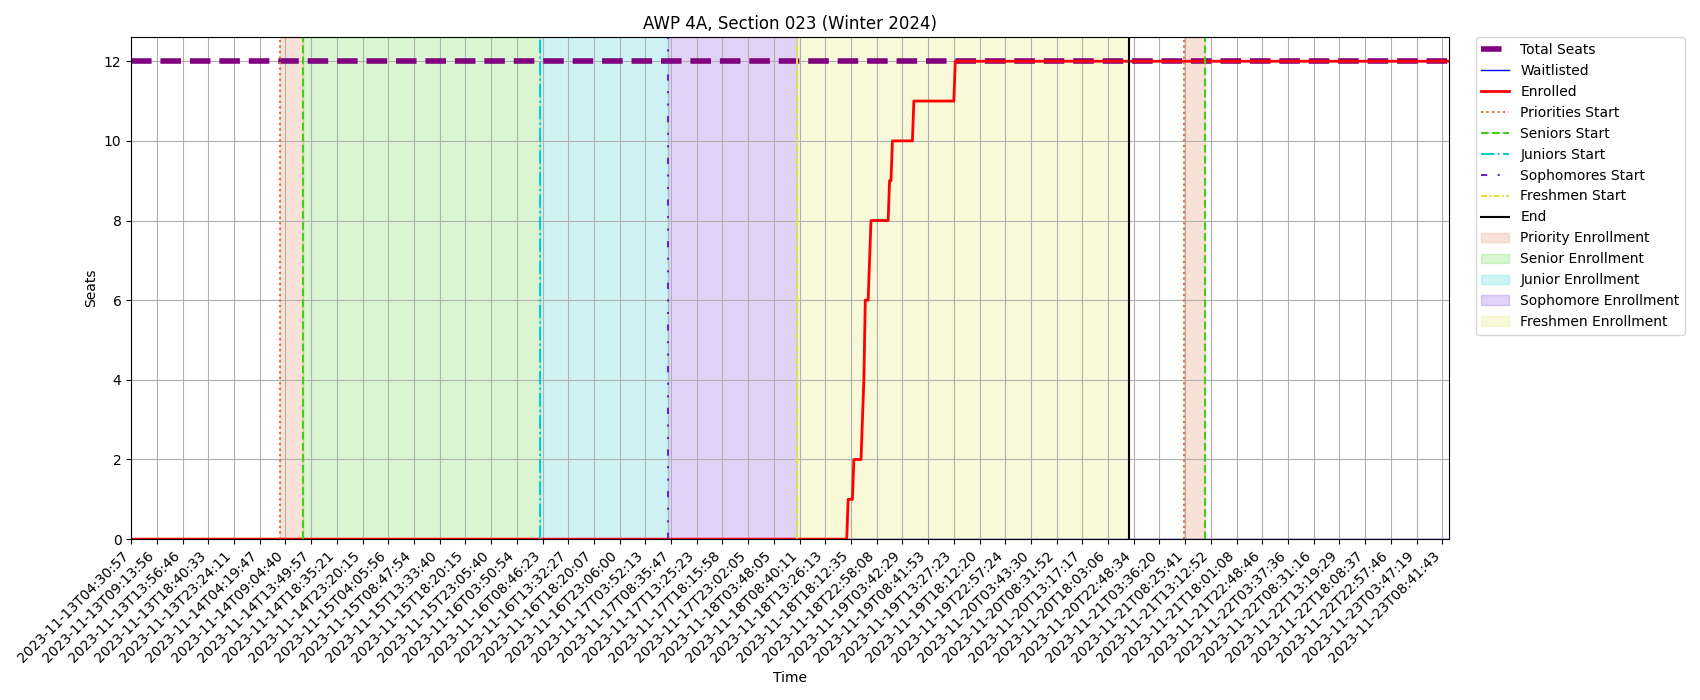 AWP 4A, Section 023 (Winter 2024)
Total Seats
Waitlisted
Enrolled
Priorities Start
Seniors Start
Juniors Start
Sophomores Start
Freshmen Start
End
Priority Enrollment
Senior Enrollment
Junior Enrollment
Sophomore Enrollment
Freshmen Enrollment
Seats
12
10
8
6
4
2
0
2023-11-13T04:30:57
2023-11-13T09:13:56
2023-11-13T13:56:46
2023-11-13T18:40:33
2023-11-13T23:24:11
2023-11-14T04:19:47
2023-11-14T09:04:40
2023-11-14T13:49:57
2023-11-14T18:35:21
2023-11-14T23:20:15
2023-11-15T04:05:56
2023-11-15T08:47:54
2023-11-15T13:33:40
2023-11-15T18:20:15
2023-11-15T23:05:40
2023-11-16T03:50:54
2023-11-16T08:46:23
2023-11-16T13:32:27
2023-11-16T18:20:07
2023-11-16T23:06:00
2023-11-17T03:52:13
2023-11-17T08:35:47
2023-11-17T13:25:23
2023-11-17T18:15:58
2023-11-17T23:02:05
2023-11-18T03:48:05
2023-11-18T08:40:11
2023-11-18T13:26:13
2023-11-18T18:12:35
2023-11-18T22:58:08
2023-11-19T03:42:29
2023-11-19T08:41:53
2023-11-19T13:27:23
2023-11-19T18:12:20
2023-11-19T22:57:24
2023-11-20T03:43:30
2023-11-20T08:31:52
2023-11-20T13:17:17
2023-11-20T18:03:06
2023-11-20T22:48:34
2023-11-21T03:36:20
2023-11-21T08:25:41
2023-11-21T13:12:52
2023-11-21T18:01:08
2023-11-21T22:48:46
2023-11-22T03:37:36
2023-11-22T08:31:16
2023-11-22T13:19:29
2023-11-22T18:08:37
2023-11-22T22:57:46
2023-11-23T03:47:19
2023-11-23T08:41:43
Time